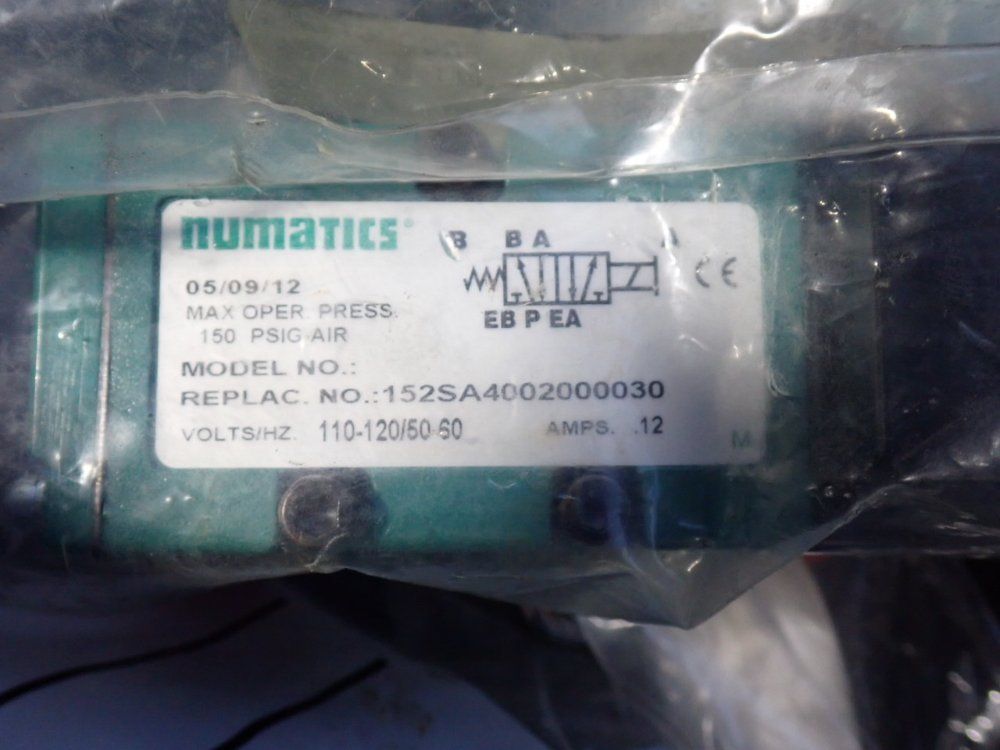 numatics®
B B A A
05/09/12
CE
MAX OPER. PRESS.
150 PSIG AIR
EB P EA
MODEL NO.:
REPLAC. NO.:152SA4002000030
VOLTS/HZ. 110-120/50-60 AMPS. .12
M